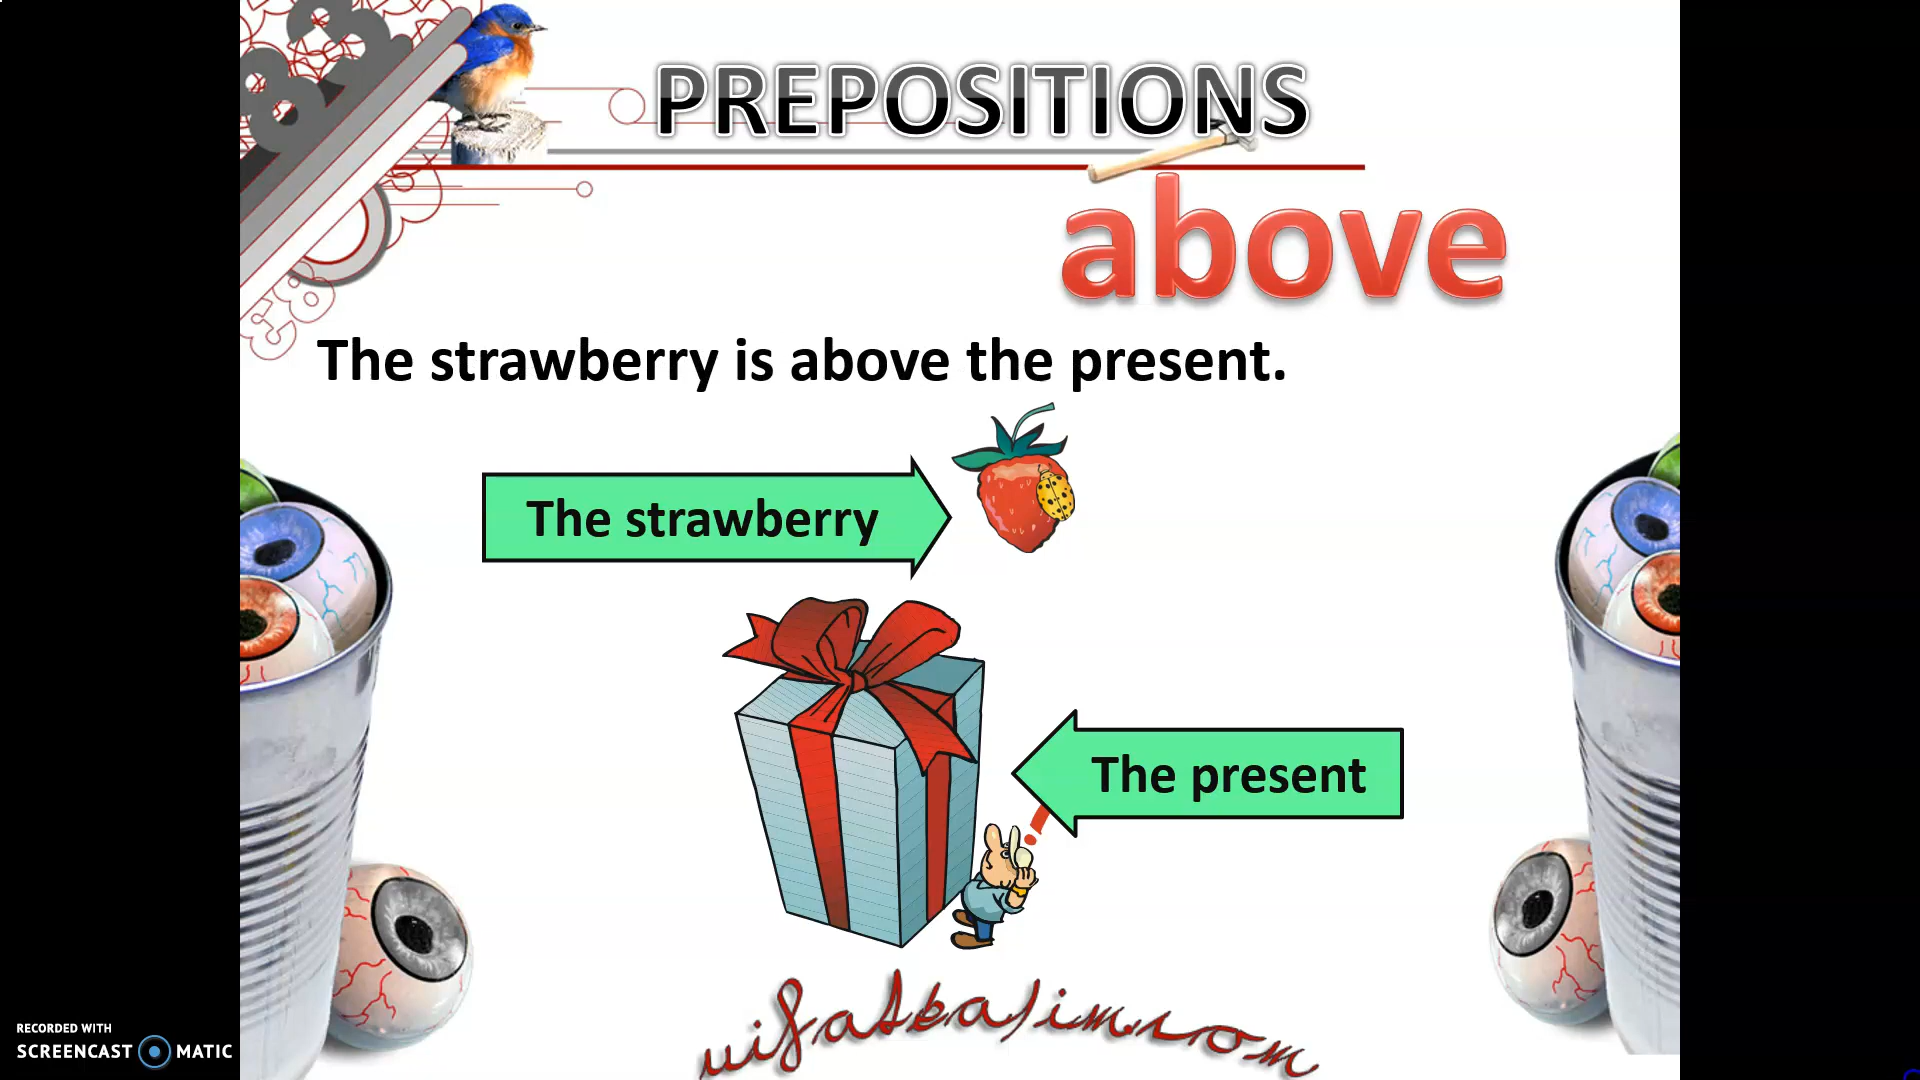 PREPOSITIONS
above
The strawberry is above the present.
The strawberry
The present
RECORDED WITH
SCREENCAST MATIC